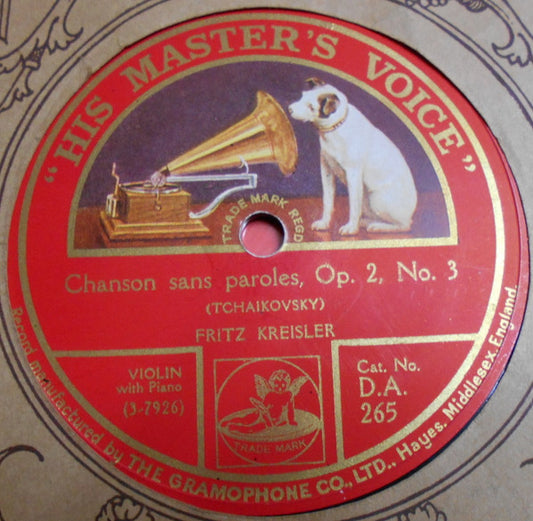 "HIS MASTER'S VOICE"
TRADE MARK REGD
Chanson sans paroles, Op. 2, No. 3
(TCHAIKOVSKY)
FRITZ KREISLER
VIOLIN
with Piano
(3-7926)
TRADE MARK
Cat. No.
D.A.
265
Record manufactured by THE GRAMOPHONE CO., LTD., Hayes, Middlesex, England.